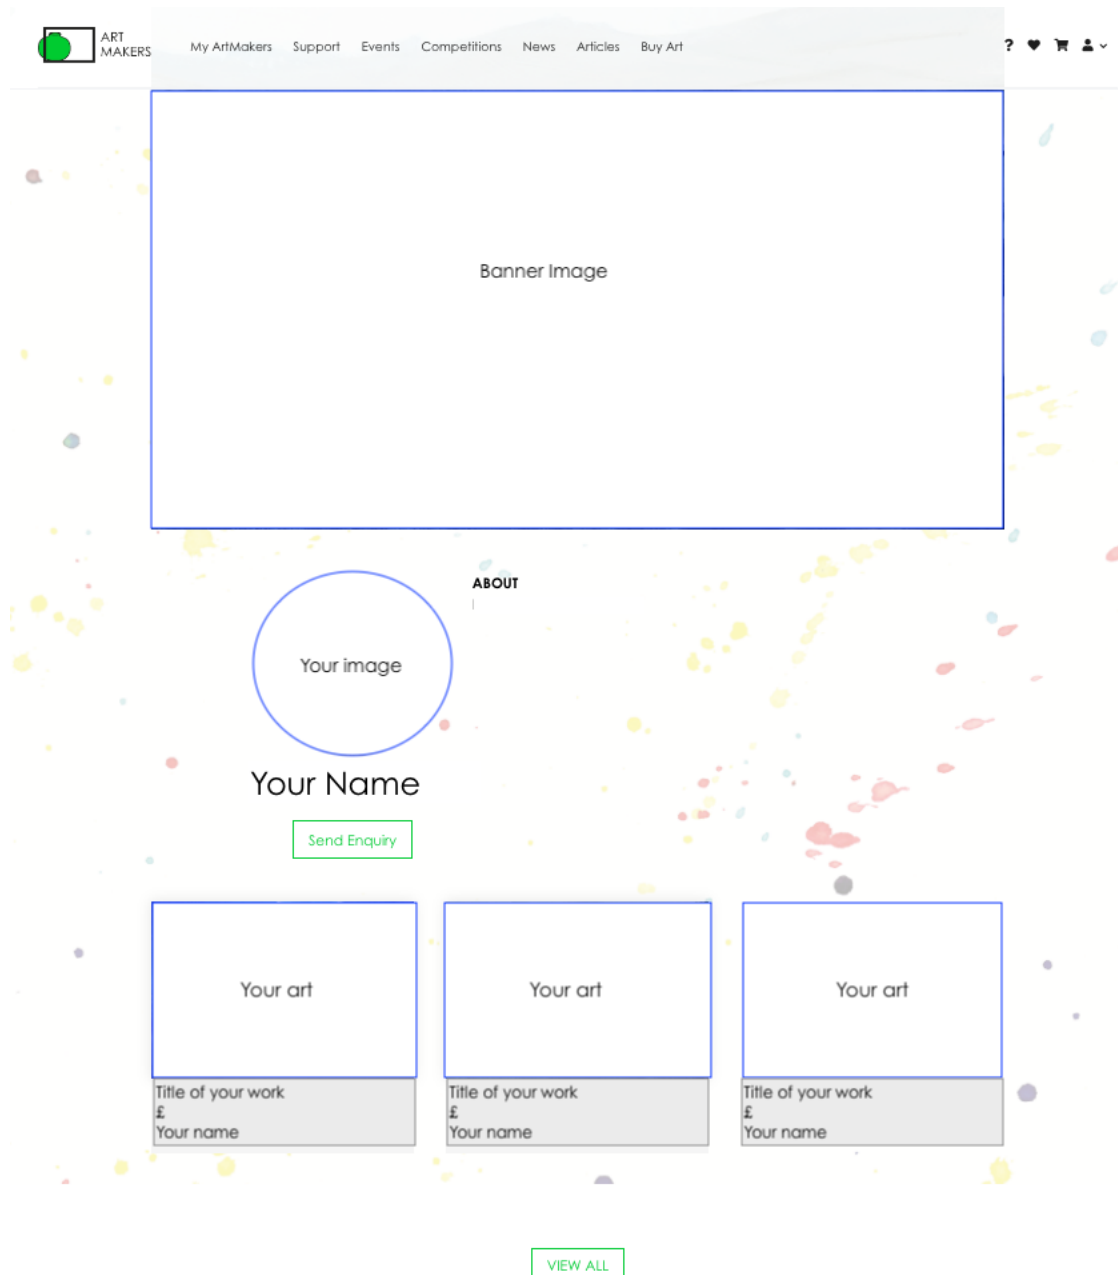 ART
MAKERS
My ArtMakers Support Events Competitions News Articles Buy Art
?
Banner Image
ABOUT
Your image
Your Name
Send Enquiry
Your art Your art Your art
Title of your work Title of your work Title of your work
£ £ £
Your name Your name Your name
VIEW ALL